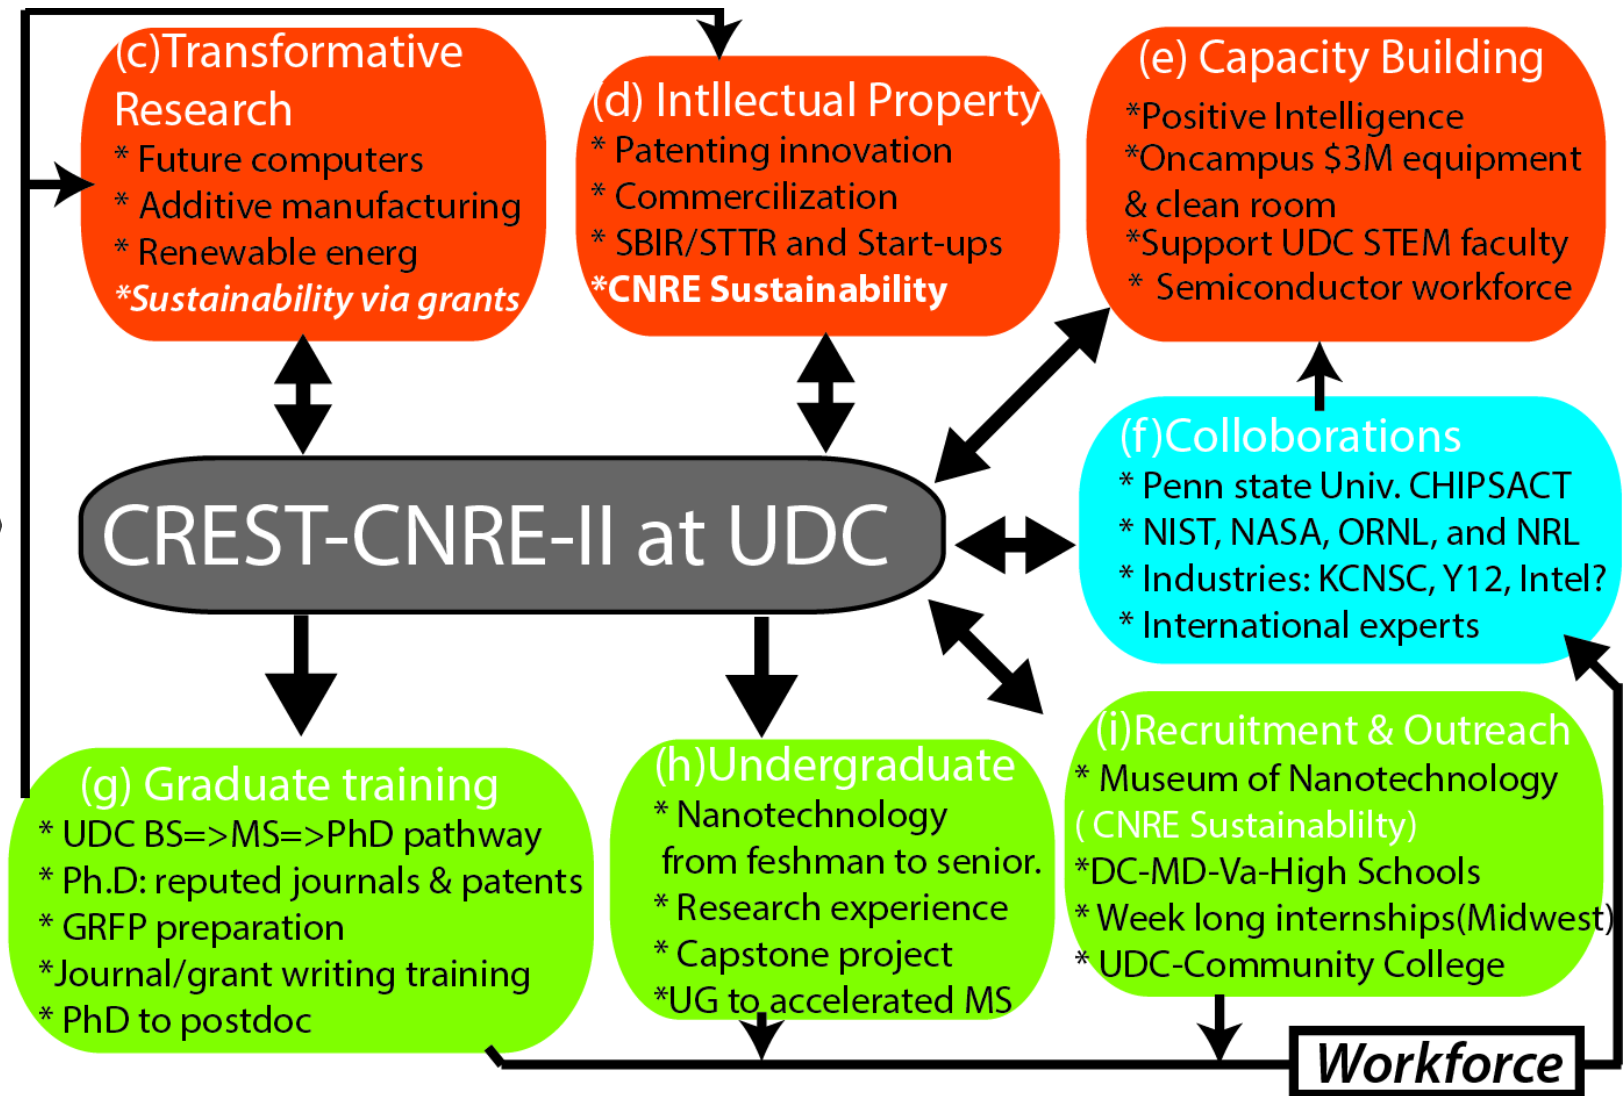 (c)Transformative
Research
* Future computers
* Additive manufacturing
* Renewable energ
*Sustainability via grants
(d) Intllectual Property
* Patenting innovation
* Commercilization
* SBIR/STTR and Start-ups
*CNRE Sustainability
(e) Capacity Building
*Positive Intelligence
*Oncampus $3M equipment
& clean room
*Support UDC STEM faculty
* Semiconductor workforce
CREST-CNRE-II at UDC
(f)Colloborations
* Penn state Univ. CHIPSACT
* NIST, NASA, ORNL, and NRL
* Industries: KCNSC, Y12, Intel?
* International experts
(g) Graduate training
* UDC BS=>MS=>PhD pathway
* Ph.D: reputed journals & patents
* GRFP preparation
*Journal/grant writing training
* PhD to postdoc
(h)Undergraduate
* Nanotechnology
from feshman to senior.
* Research experience
* Capstone project
*UG to accelerated MS
(i)Recruitment & Outreach
* Museum of Nanotechnology
( CNRE Sustainablilty)
*DC-MD-Va-High Schools
* Week long internships(Midwest)
* UDC-Community College
Workforce